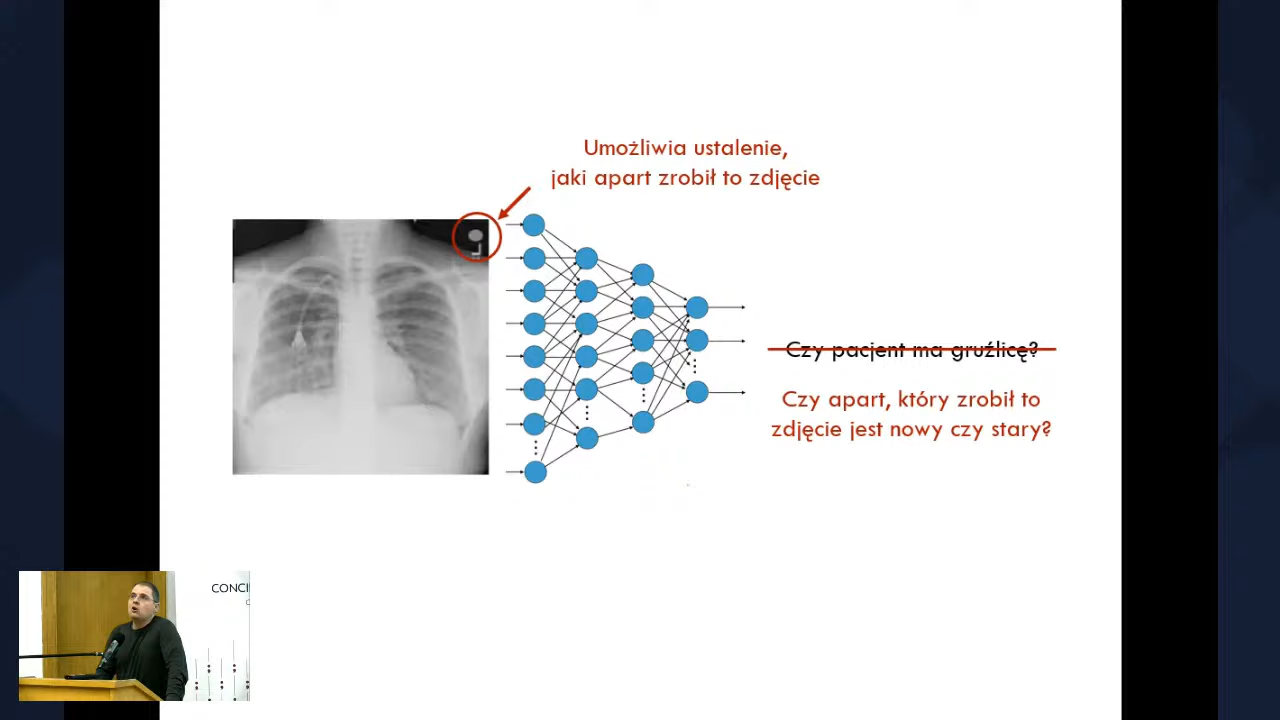 Umożliwia ustalenie,
jaki apart zrobił to zdjęcie
L
Czy pacjent ma gruźlicę?
Czy apart, który zrobił to
zdjęcie jest nowy czy stary?
CONCI